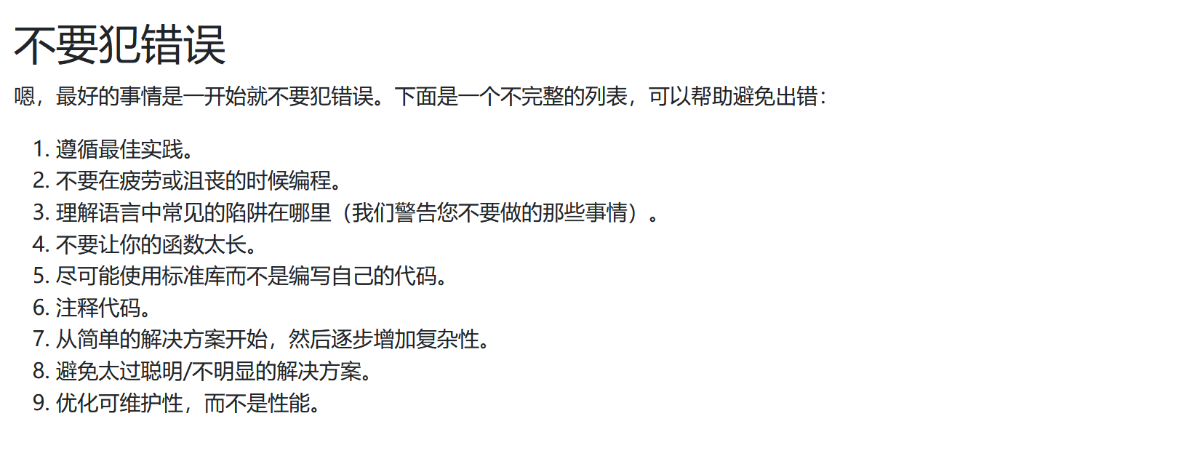 不要犯错误
嗯，最好的事情是一开始就不要犯错误。下面是一个不完整的列表，可以帮助避免出错：
1. 遵循最佳实践。
2. 不要在疲劳或沮丧的时候编程。
3. 理解语言中常见的陷阱在哪里（我们警告您不要做的那些事情）。
4. 不要让你的函数太长。
5. 尽可能使用标准库而不是编写自己的代码。
6. 注释代码。
7. 从简单的解决方案开始，然后逐步增加复杂性。
8. 避免太过聪明/不明显的解决方案。
9. 优化可维护性，而不是性能。